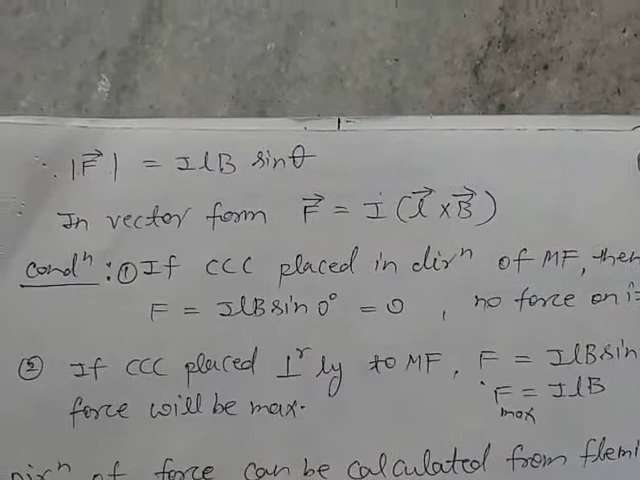 ∴ |F⃗| = IlB sinθ
In vector form F⃗ = I (l⃗ × B⃗)
Condⁿ : ① If CCC placed in dirⁿ of MF, then
F = IlB sin 0° = 0 , no force on i
② If CCC placed ⊥ʳ ly to MF, F = IlB sin
force will be max. F max = IlB
Dirⁿ of force can be calculated from flemi